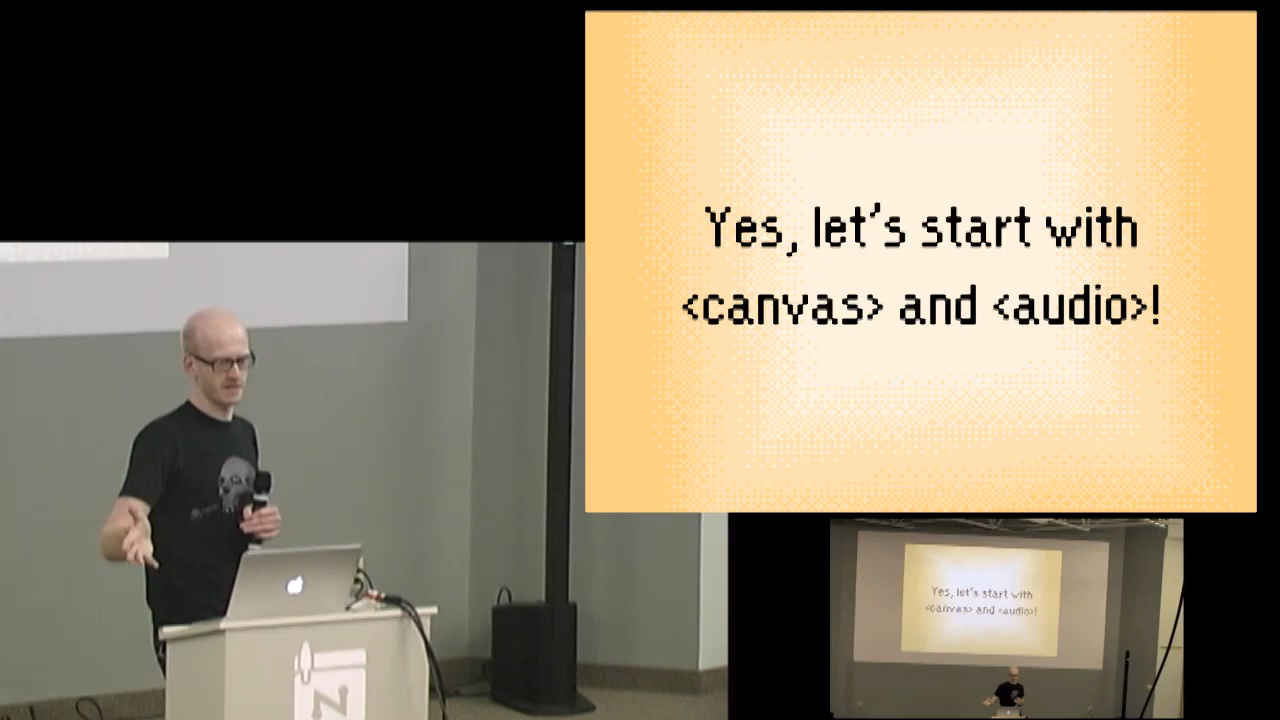 Yes, let's start with
<canvas> and <audio>!
Yes, let's start with
<canvas> and <audio>!
N